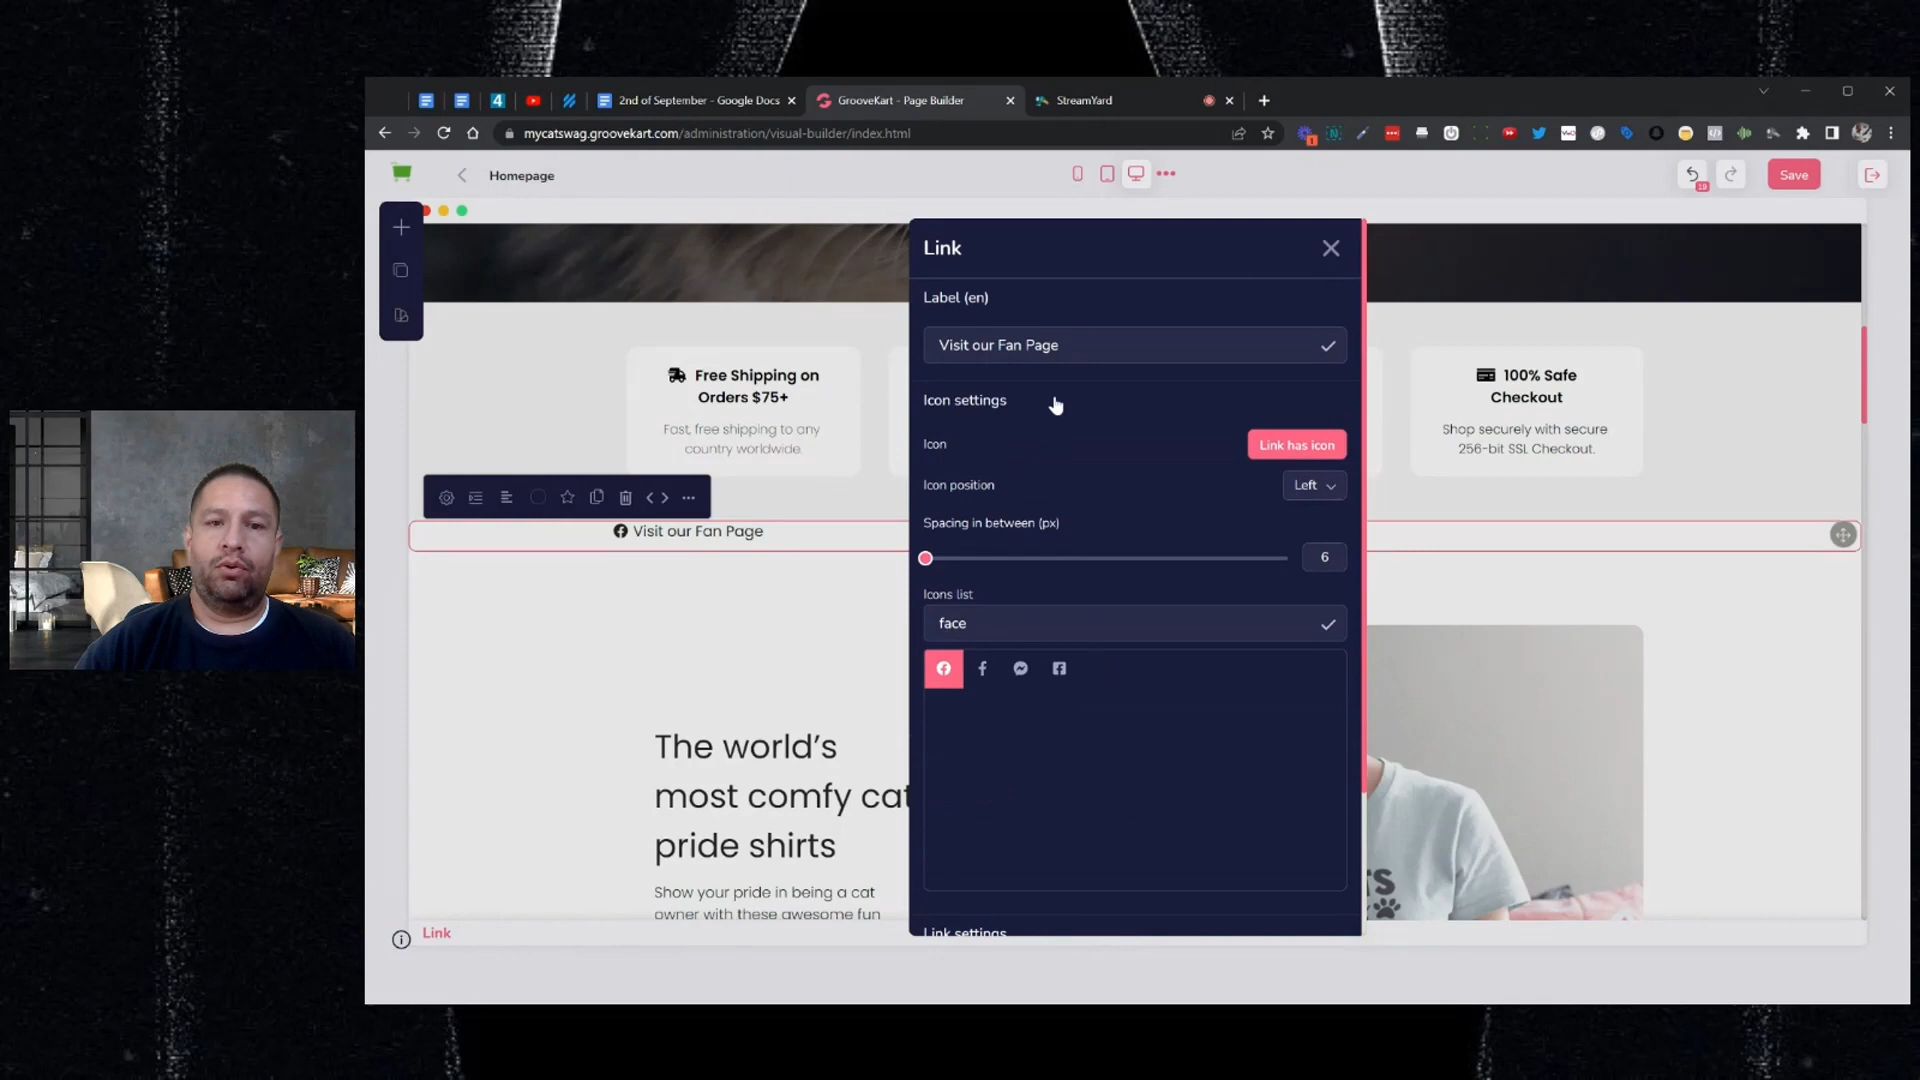 4
2nd of September - Google Docs
GrooveKart - Page Builder
StreamYard
mycatswag.groovekart.com/administration/visual-builder/index.html
1
Homepage
19
Save
Link
Label (en)
Visit our Fan Page
Icon settings
Icon
Link has icon
Icon position
Left
Spacing in between (px)
6
Icons list
face
Link settings
Free Shipping on
Orders $75+
Fast, free shipping to any
country worldwide.
100% Safe
Checkout
Shop securely with secure
256-bit SSL Checkout.
Visit our Fan Page
The world's
most comfy cat
pride shirts
Show your pride in being a cat
owner with these awesome fun
Link